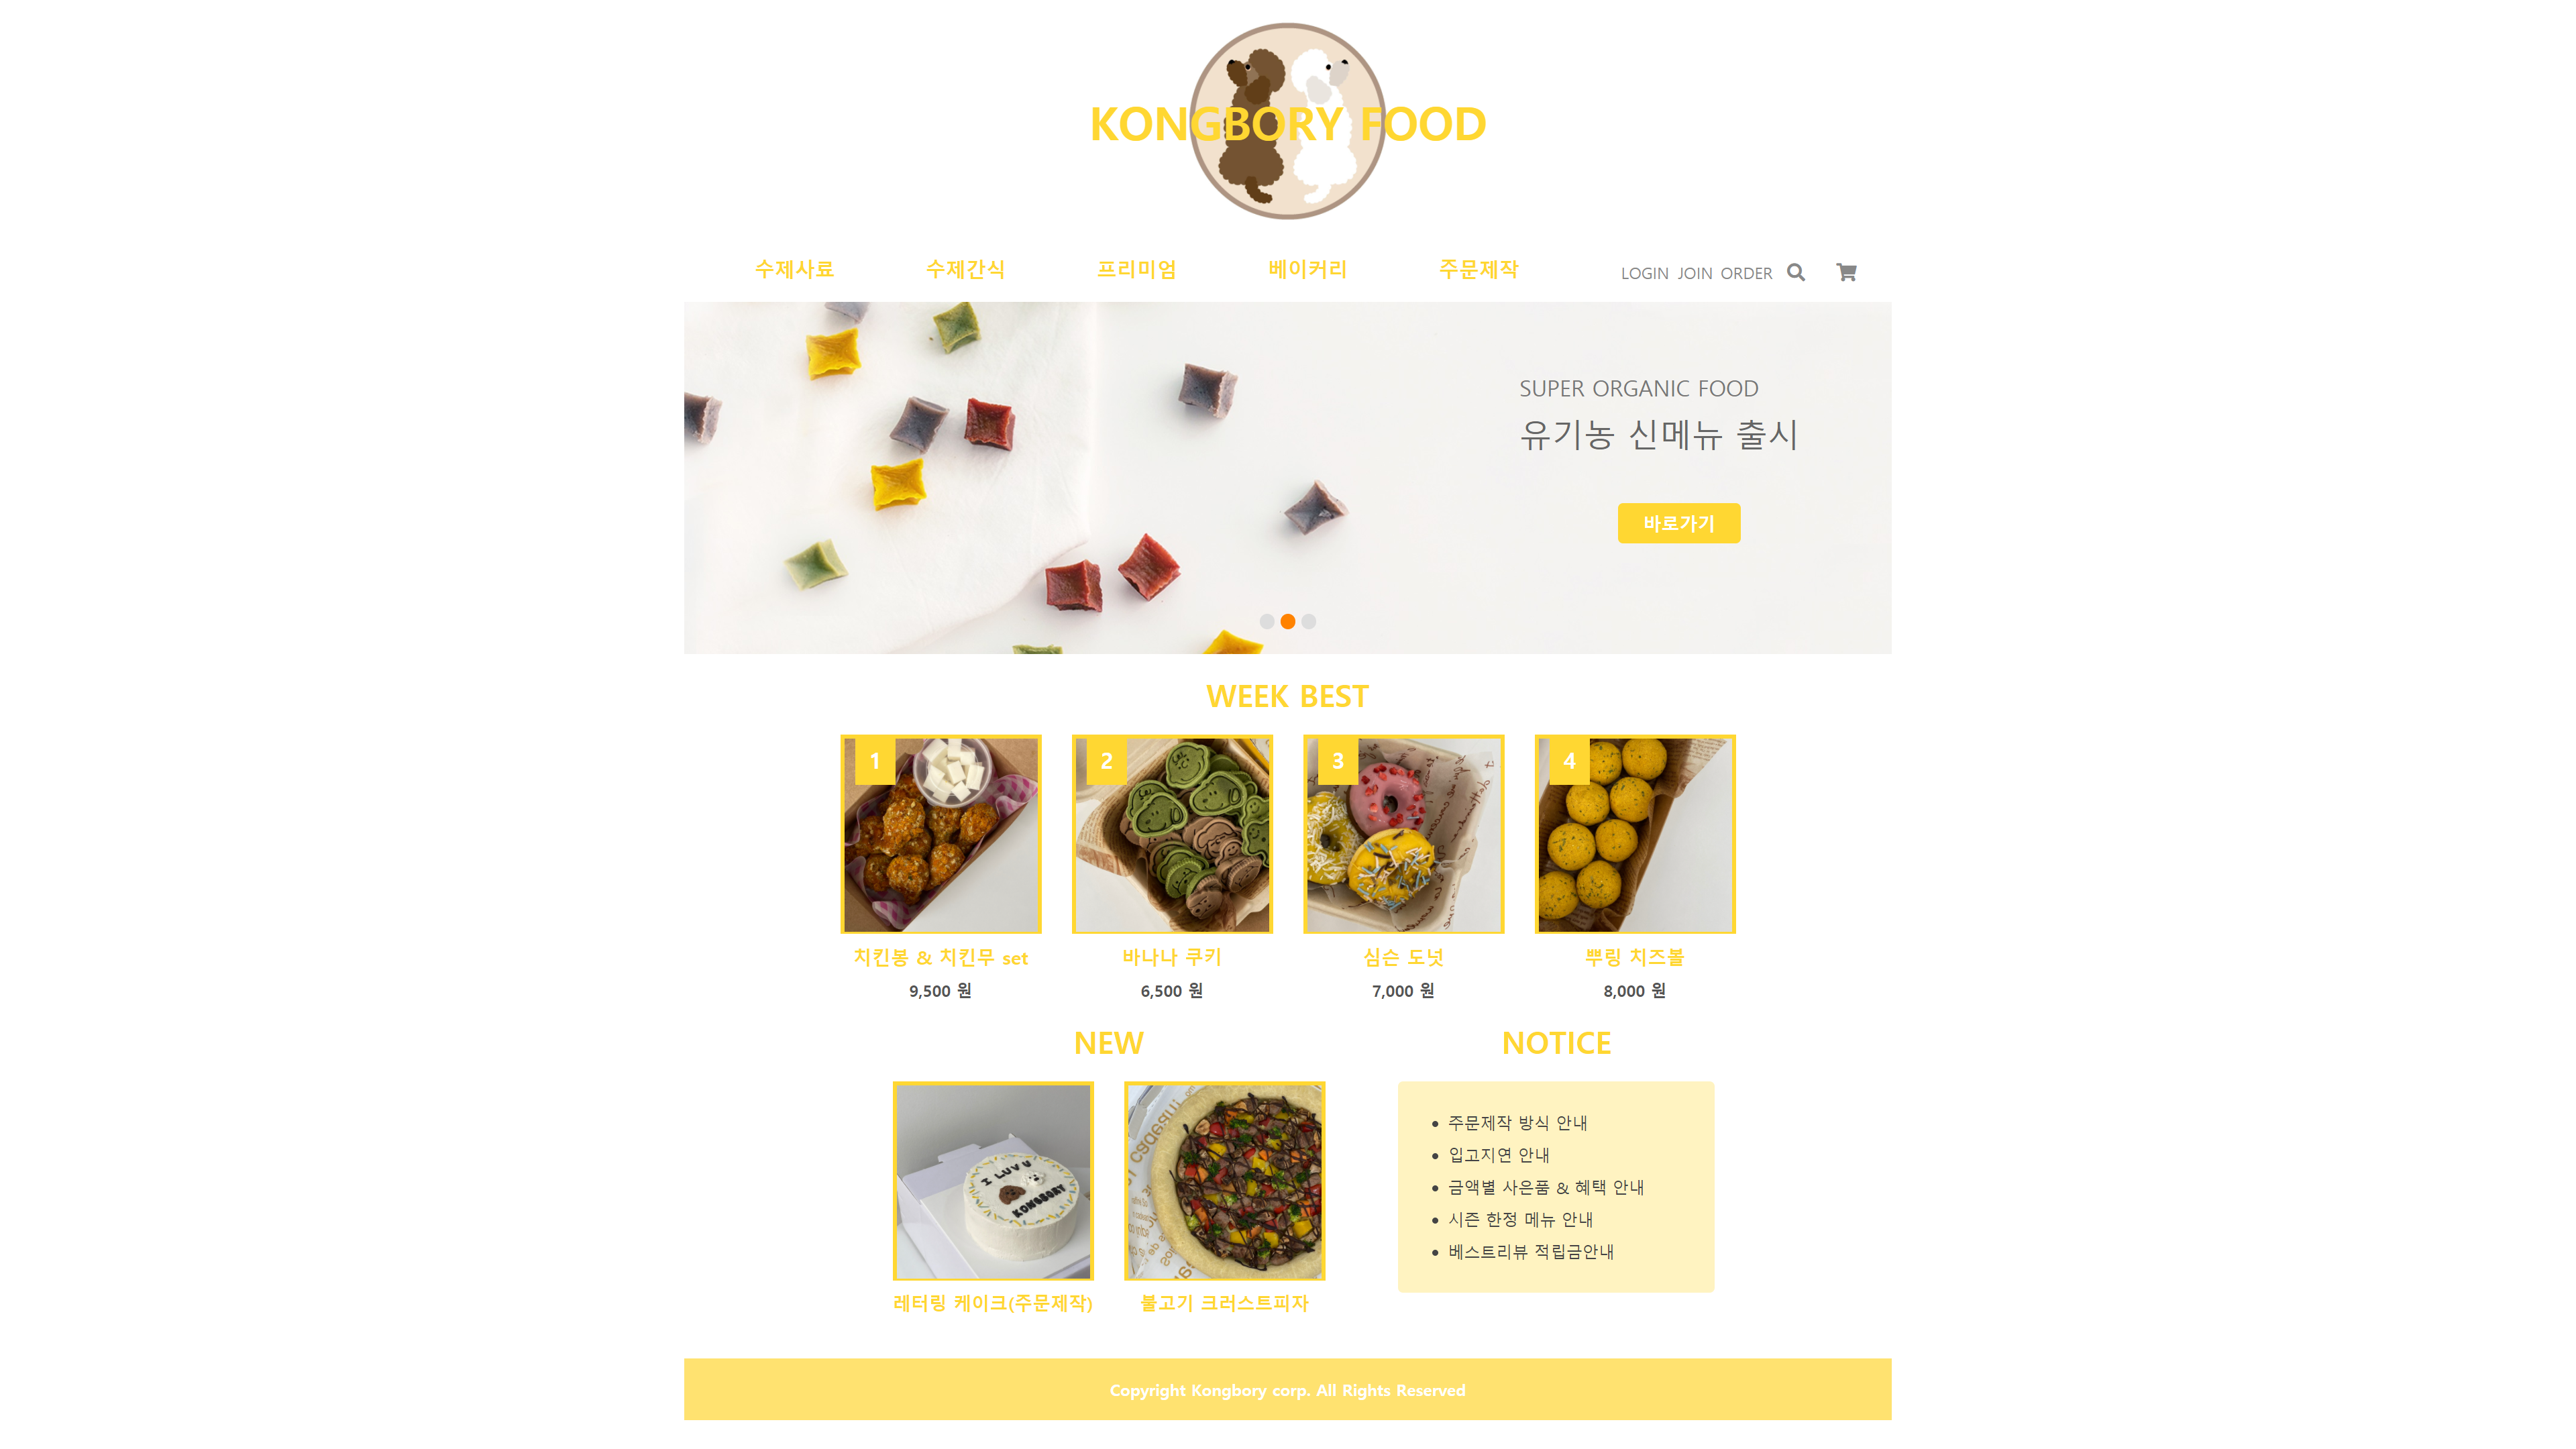 KONGBORY FOOD
수제사료 수제간식 프리미엄 베이커리 주문제작 LOGIN JOIN ORDER
SUPER ORGANIC FOOD
유기농 신메뉴 출시
바로가기
WEEK BEST
1 2 3 4
치킨봉 & 치킨무 set 바나나 쿠키 심슨 도넛 뿌링 치즈볼
9,500 원 6,500 원 7,000 원 8,000 원
NEW
I LUV U
KONGBORY
레터링 케이크(주문제작) 불고기 크러스트피자
NOTICE
주문제작 방식 안내
입고지연 안내
금액별 사은품 & 혜택 안내
시즌 한정 메뉴 안내
베스트리뷰 적립금안내
Copyright Kongbory corp. All Rights Reserved